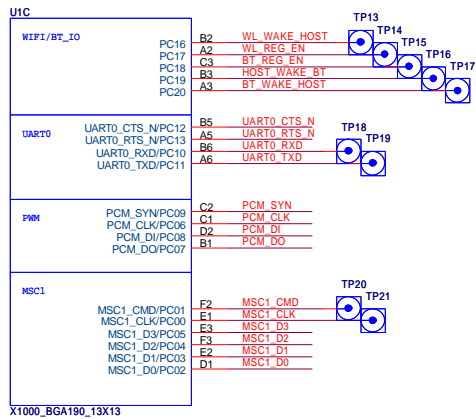 U1C
WIFI/BT_IO
PC16 B2 WL_WAKE_HOST TP13
PC17 A2 WL_REG_EN TP14
PC18 C3 BT_REG_EN TP15
PC19 B3 HOST_WAKE_BT TP16
PC20 A3 BT_WAKE_HOST TP17
UART0
UART0_CTS_N/PC12 B5 UART0_CTS_N
UART0_RTS_N/PC13 A5 UART0_RTS_N
UART0_RXD/PC10 B6 UART0_RXD TP18
UART0_TXD/PC11 A6 UART0_TXD TP19
PWM
PCM_SYN/PC09 C2 PCM_SYN
PCM_CLK/PC06 C1 PCM_CLK
PCM_DI/PC08 D2 PCM_DI
PCM_DO/PC07 B1 PCM_DO
MSC1
MSC1_CMD/PC01 F2 MSC1_CMD TP20
MSC1_CLK/PC00 E1 MSC1_CLK TP21
MSC1_D3/PC05 E3 MSC1_D3
MSC1_D2/PC04 F3 MSC1_D2
MSC1_D1/PC03 E2 MSC1_D1
MSC1_D0/PC02 D1 MSC1_D0
X1000_BGA190_13X13